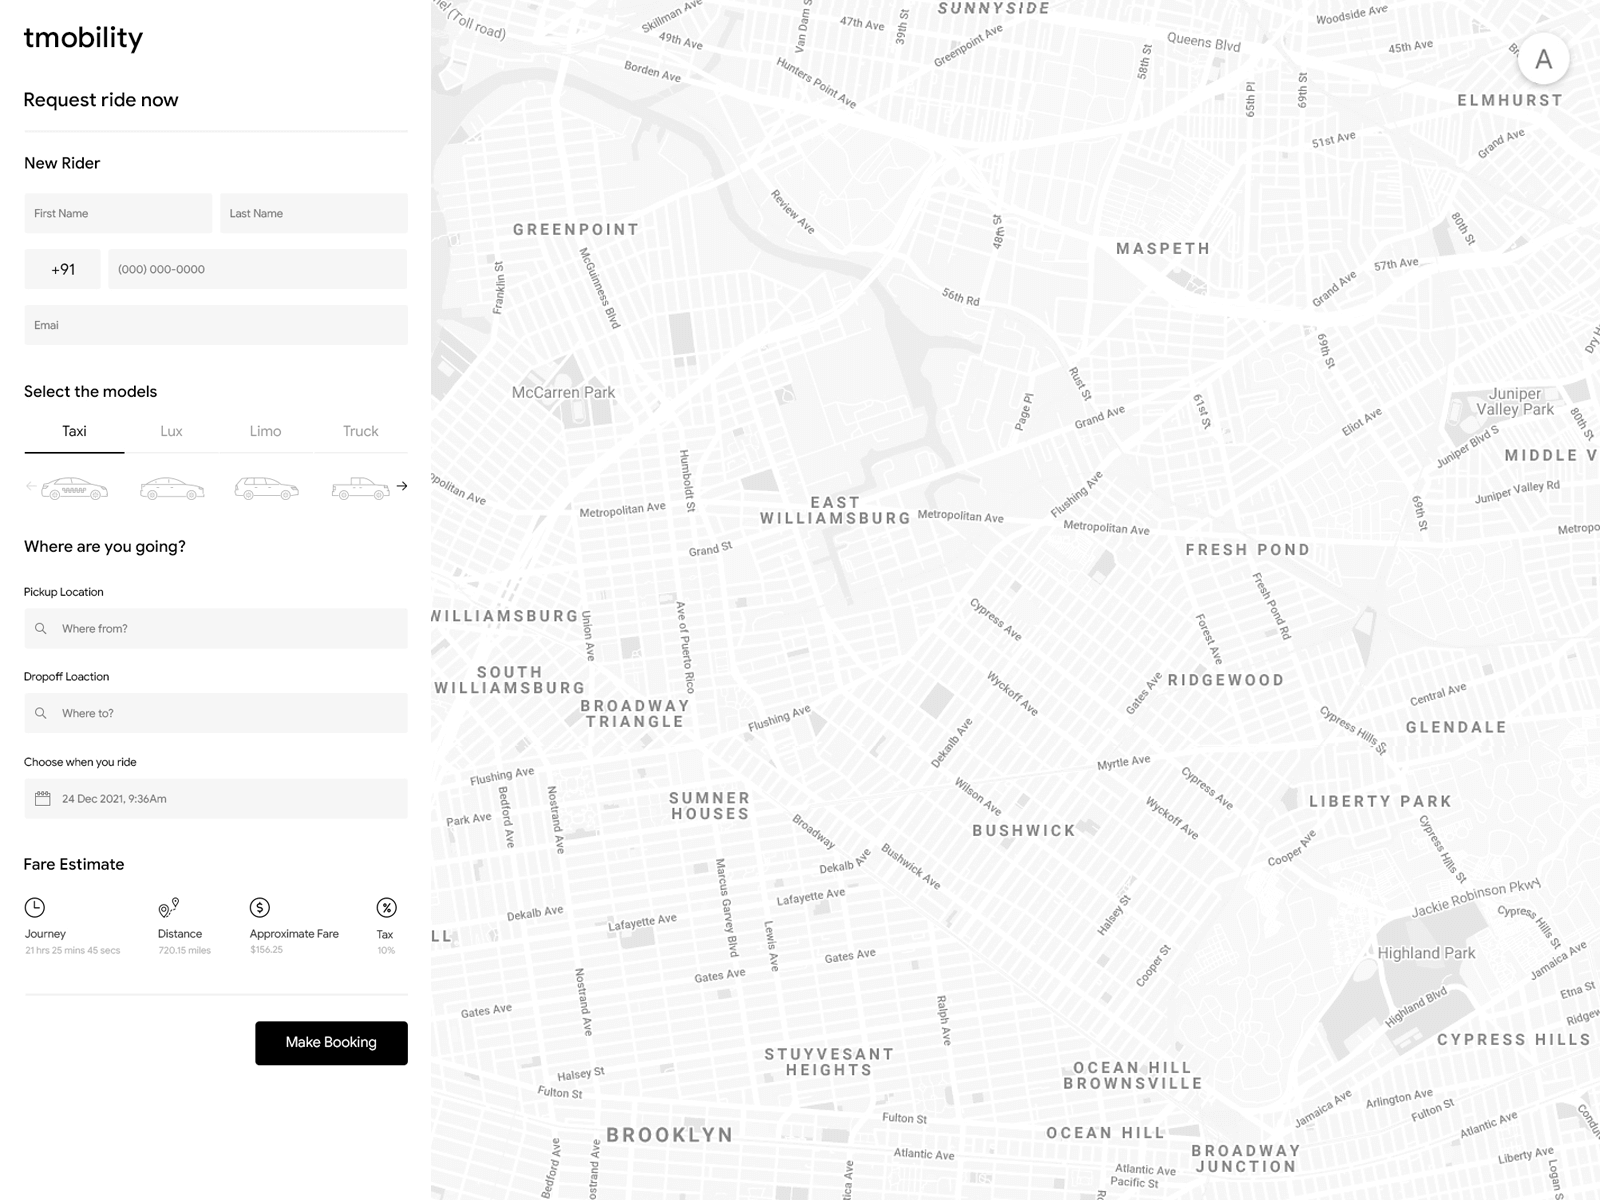 tmobility
Request ride now
New Rider
First Name
Last Name
+91
(000) 000-0000
Emai
Select the models
Taxi
Lux
Limo
Truck
Where are you going?
Pickup Location
Where from?
Dropoff Loaction
Where to?
Choose when you ride
24 Dec 2021, 9:36Am
Fare Estimate
Journey
21 hrs 25 mins 45 secs
Distance
720.15 miles
Approximate Fare
$156.25
Tax
10%
Make Booking
(Toll road)
Skillman Ave
49th Ave
Borden Ave
Van Dam S
47th Ave
39th St
Greenpoint Ave
Hunters Point Ave
SUNNYSIDE
58th St
Queens Blvd
Woodside Ave
45th Ave
A
65th Pl
69th St
ELMHURST
51st Ave
Grand Ave
Review Ave
GREENPOINT
48th St
MASPETH
80th St
57th Ave
Franklin St
McGuinness Blvd
56th Rd
Grand Ave
69th St
McCarren Park
Rust St
Page Pl
Grand Ave
61st St
Eliot Ave
Juniper
Valley Park
80th St
Juniper Blvd S
MIDDLE V
Humboldt St
opolitan Ave
Metropolitan Ave
EAST
WILLIAMSBURG
Metropolitan Ave
Flushing Ave
Metropolitan Ave
69th St
Juniper Valley Rd
Metropo
Grand St
FRESH POND
Fresh Pond Rd
Forest Ave
Cypress Ave
WILLIAMSBURG
Union Ave
Ave of Puerto Rico
SOUTH
WILLIAMSBURG
BROADWAY
TRIANGLE
Flushing Ave
Wyckoff Ave
Gates Ave
RIDGEWOOD
Central Ave
Cypress Hills St
GLENDALE
Dekalb Ave
Myrtle Ave
Flushing Ave
Bedford Ave
Nostrand Ave
Park Ave
SUMNER
HOUSES
Wilson Ave
Cypress Ave
Wyckoff Ave
LIBERTY PARK
Broadway
BUSHWICK
Dekalb Ave
Bushwick Ave
Cooper Ave
Cypress Hills St
Marcus Garvey Blvd
Lafayette Ave
Halsey St
Jackie Robinson Pkwy
Dekalb Ave
Lafayette Ave
Lewis Ave
Cypress Hills St
LL
Gates Ave
Gates Ave
Cooper St
Highland Park
Jamaica Ave
Nostrand Ave
Etna St
Gates Ave
Ralph Ave
Highland Blvd
Ridgew
CYPRESS HILLS
STUYVESANT
HEIGHTS
OCEAN HILL
BROWNSVILLE
Halsey St
Fulton St
Jamaica Ave
Arlington Ave
Fulton St
Fulton St
BROOKLYN
OCEAN HILL
Atlantic Ave
Condui
Atlantic Ave
BROADWAY
JUNCTION
Liberty Ave
Bedford Ave
ostrand Ave
tica Ave
Atlantic Ave
Pacific St
Logan S